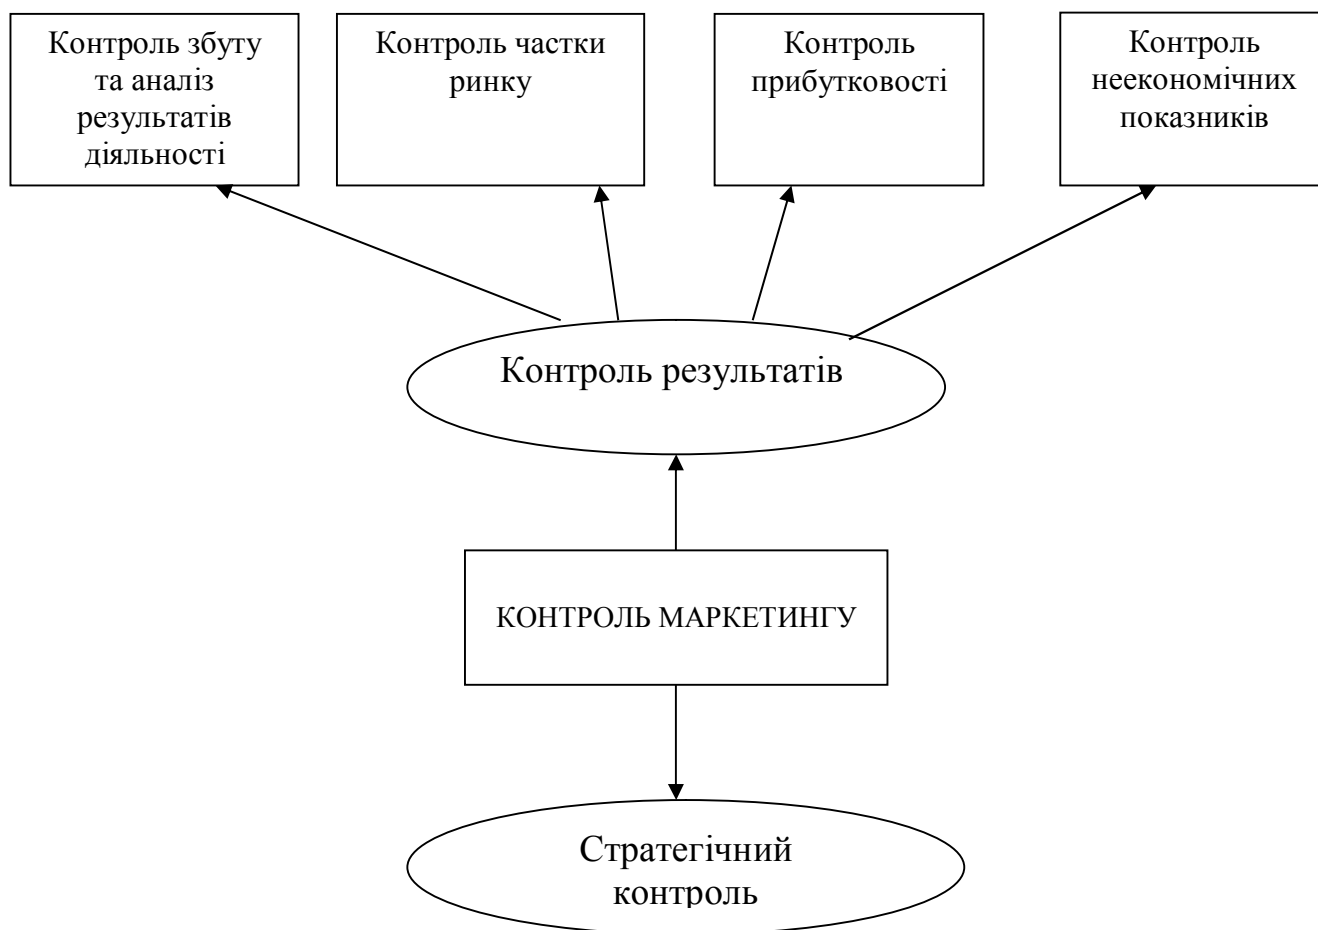 Контроль збуту
та аналіз
результатів
діяльності
Контроль частки
ринку
Контроль
прибутковості
Контроль
неекономічних
показників
Контроль результатів
КОНТРОЛЬ МАРКЕТИНГУ
Стратегічний
контроль